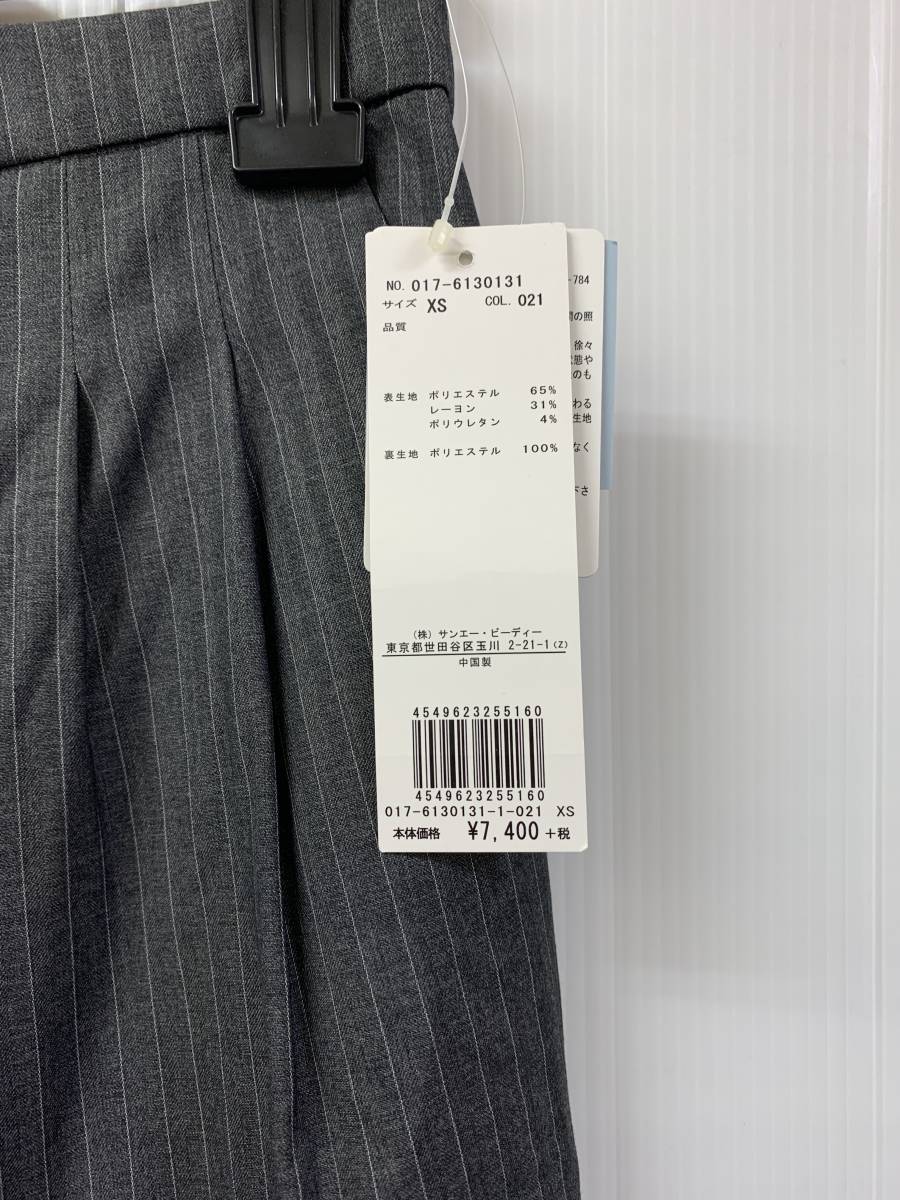 NO. 017-6130131
サイズ XS COL. 021
品質
表生地 ポリエステル 65%
レーヨン 31%
ポリウレタン 4%
裏生地 ポリエステル 100%
(株) サンエー・ビーディー
東京都世田谷区玉川 2-21-1(Z)
中国製
4549623255160
4549623255160
017-6130131-1-021 XS
本体価格 ¥7,400 +税
-784
の照
徐々
態や
のも
わる
生地
なく
下さ